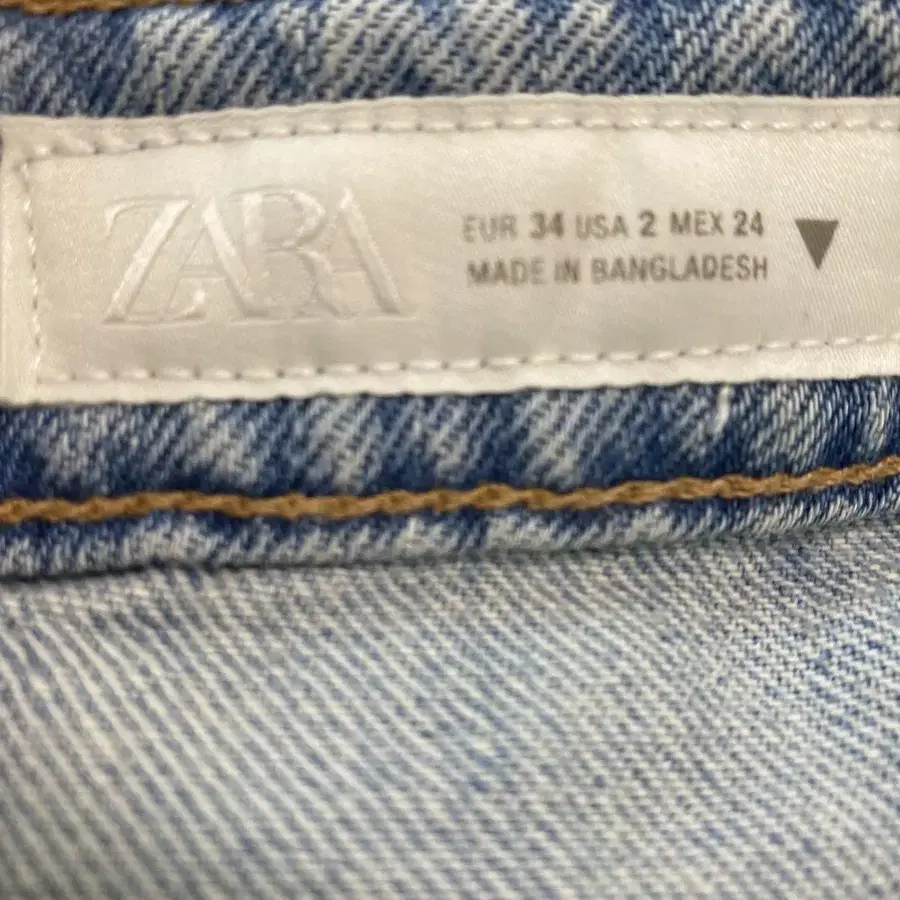 ZARA
EUR 34 USA 2 MEX 24
MADE IN BANGLADESH